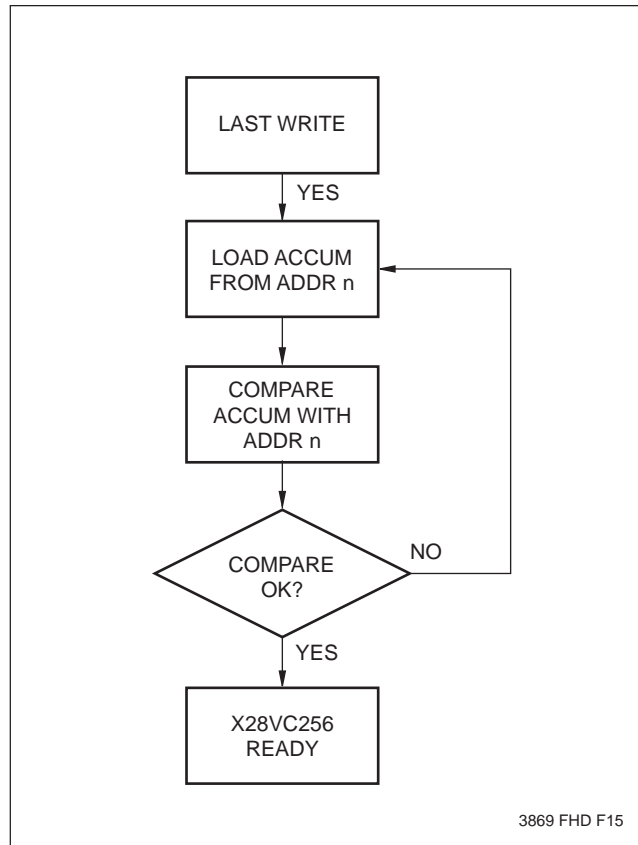 LAST WRITE
YES
LOAD ACCUM
FROM ADDR n
COMPARE
ACCUM WITH
ADDR n
COMPARE
OK?
NO
YES
X28VC256
READY
3869 FHD F15